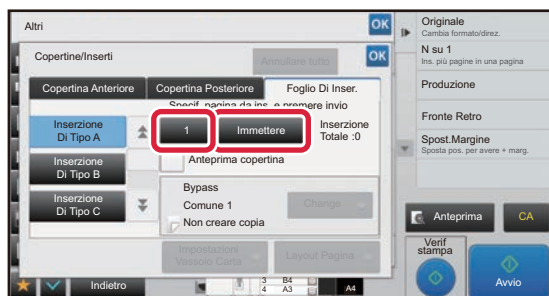 Altri
OK
Copertine/Inserti
Annullare tutto
OK
Copertina Anteriore
Copertina Posteriore
Foglio Di Inser.
Specif. pagina da ins. e premere invio
Inserzione
Di Tipo A
1
Immettere
Inserzione
Totale :0
Inserzione
Di Tipo B
Anteprima copertina
Inserzione
Di Tipo C
Bypass
Comune 1
Change
Non creare copia
Impostazioni
Vassoio Carta
Layout Pagina
Indietro
3 B4
4 A3
A4
Originale
Cambia formato/direz.
N su 1
Ins. più pagine in una pagina
Produzione
Fronte Retro
Spost.Margine
Sposta pos. per avere + marg.
Anteprima
CA
Verif
stampa
Avvio